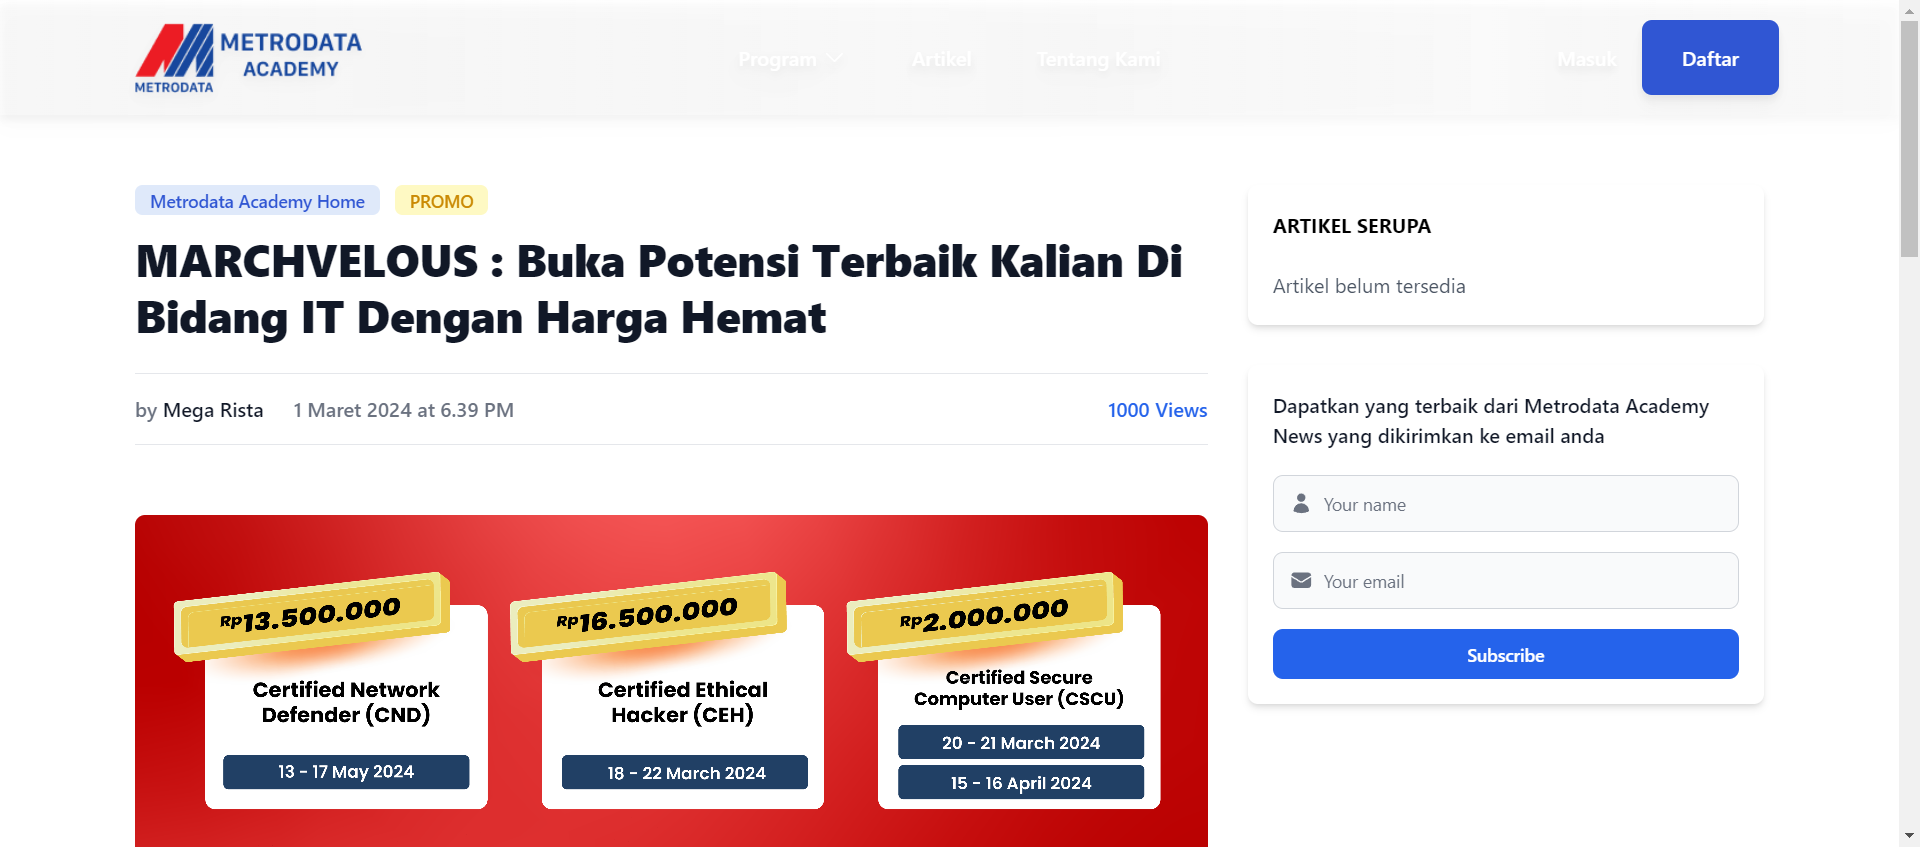 METRODATA
METRODATA
ACADEMY
Program
Artikel
Tentang Kami
Masuk
Daftar
Metrodata Academy Home
PROMO
MARCHVELOUS : Buka Potensi Terbaik Kalian Di
Bidang IT Dengan Harga Hemat
by Mega Rista
1 Maret 2024 at 6.39 PM
1000 Views
RP13.500.000
Certified Network
Defender (CND)
13 - 17 May 2024
RP16.500.000
Certified Ethical
Hacker (CEH)
18 - 22 March 2024
RP2.000.000
Certified Secure
Computer User (CSCU)
20 - 21 March 2024
15 - 16 April 2024
ARTIKEL SERUPA
Artikel belum tersedia
Dapatkan yang terbaik dari Metrodata Academy
News yang dikirimkan ke email anda
Your name
Your email
Subscribe